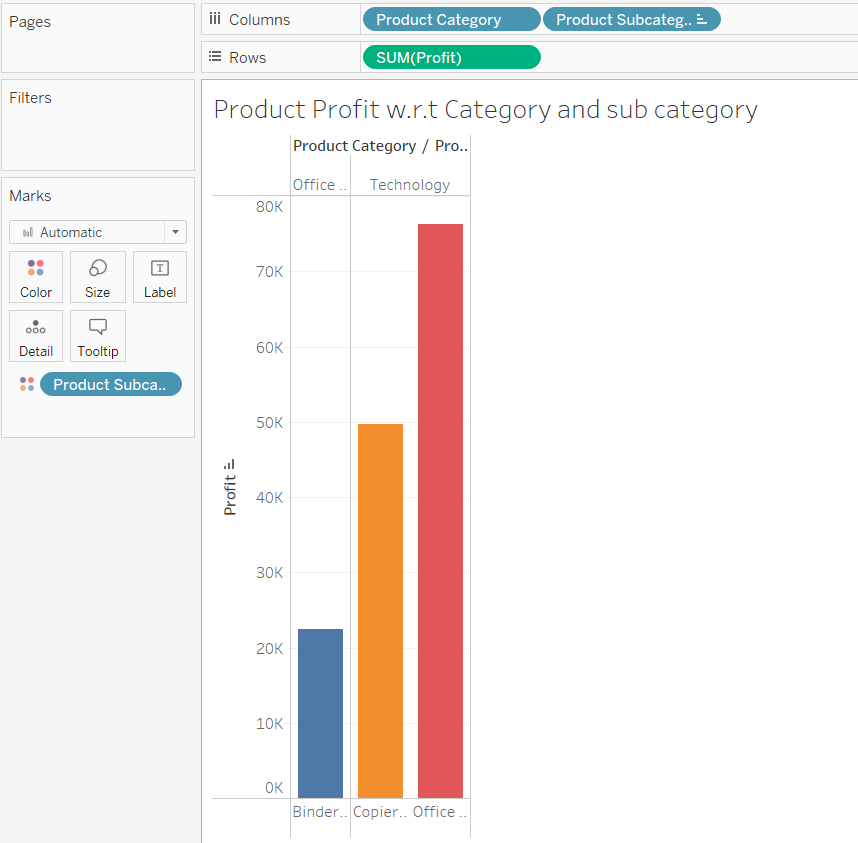 Pages
Columns
Product Category
Product Subcateg..
Rows
SUM(Profit)
Filters
Marks
Automatic
Color
Size
Label
Detail
Tooltip
Product Subca..
Product Profit w.r.t Category and sub category
Product Category / Pro..
Office ..
Technology
80K
70K
60K
50K
40K
30K
20K
10K
0K
Profit
Binder..
Copier..
Office ..